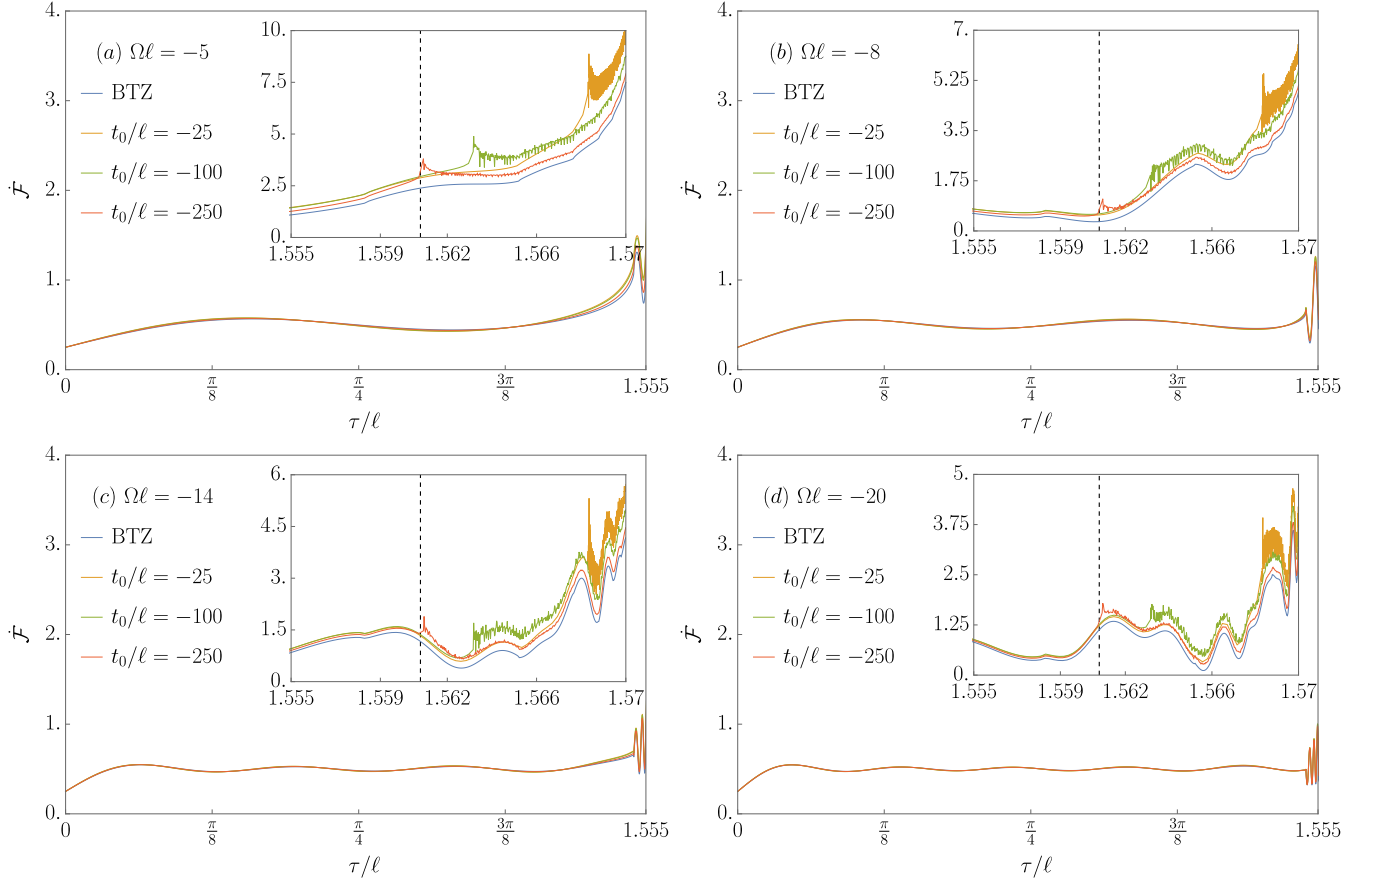 (a) Ωℓ = −5
BTZ
t₀/ℓ = −25
t₀/ℓ = −100
t₀/ℓ = −250
4.
3.
2.
1.
0.
Ḟ
10.
7.5
5.
2.5
0.
1.555 1.559 1.562 1.566 1.57
0 π/8 π/4 3π/8 1.555
τ/ℓ
(b) Ωℓ = −8
BTZ
t₀/ℓ = −25
t₀/ℓ = −100
t₀/ℓ = −250
4.
3.
2.
1.
0.
Ḟ
7.
5.25
3.5
1.75
0.
1.555 1.559 1.562 1.566 1.57
0 π/8 π/4 3π/8 1.555
τ/ℓ
(c) Ωℓ = −14
BTZ
t₀/ℓ = −25
t₀/ℓ = −100
t₀/ℓ = −250
4.
3.
2.
1.
0.
Ḟ
6.
4.5
3.
1.5
0.
1.555 1.559 1.562 1.566 1.57
0 π/8 π/4 3π/8 1.555
τ/ℓ
(d) Ωℓ = −20
BTZ
t₀/ℓ = −25
t₀/ℓ = −100
t₀/ℓ = −250
4.
3.
2.
1.
0.
Ḟ
5.
3.75
2.5
1.25
0.
1.555 1.559 1.562 1.566 1.57
0 π/8 π/4 3π/8 1.555
τ/ℓ